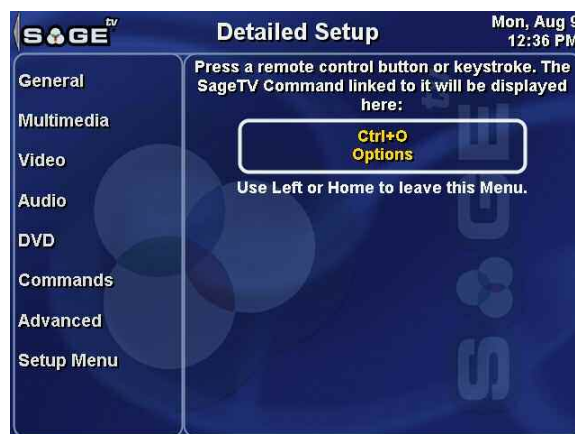 SAGE tv
Detailed Setup
Mon, Aug 9
12:36 PM
General
Multimedia
Video
Audio
DVD
Commands
Advanced
Setup Menu
Press a remote control button or keystroke. The
SageTV Command linked to it will be displayed
here:
Ctrl+O
Options
Use Left or Home to leave this Menu.
SAGE tv